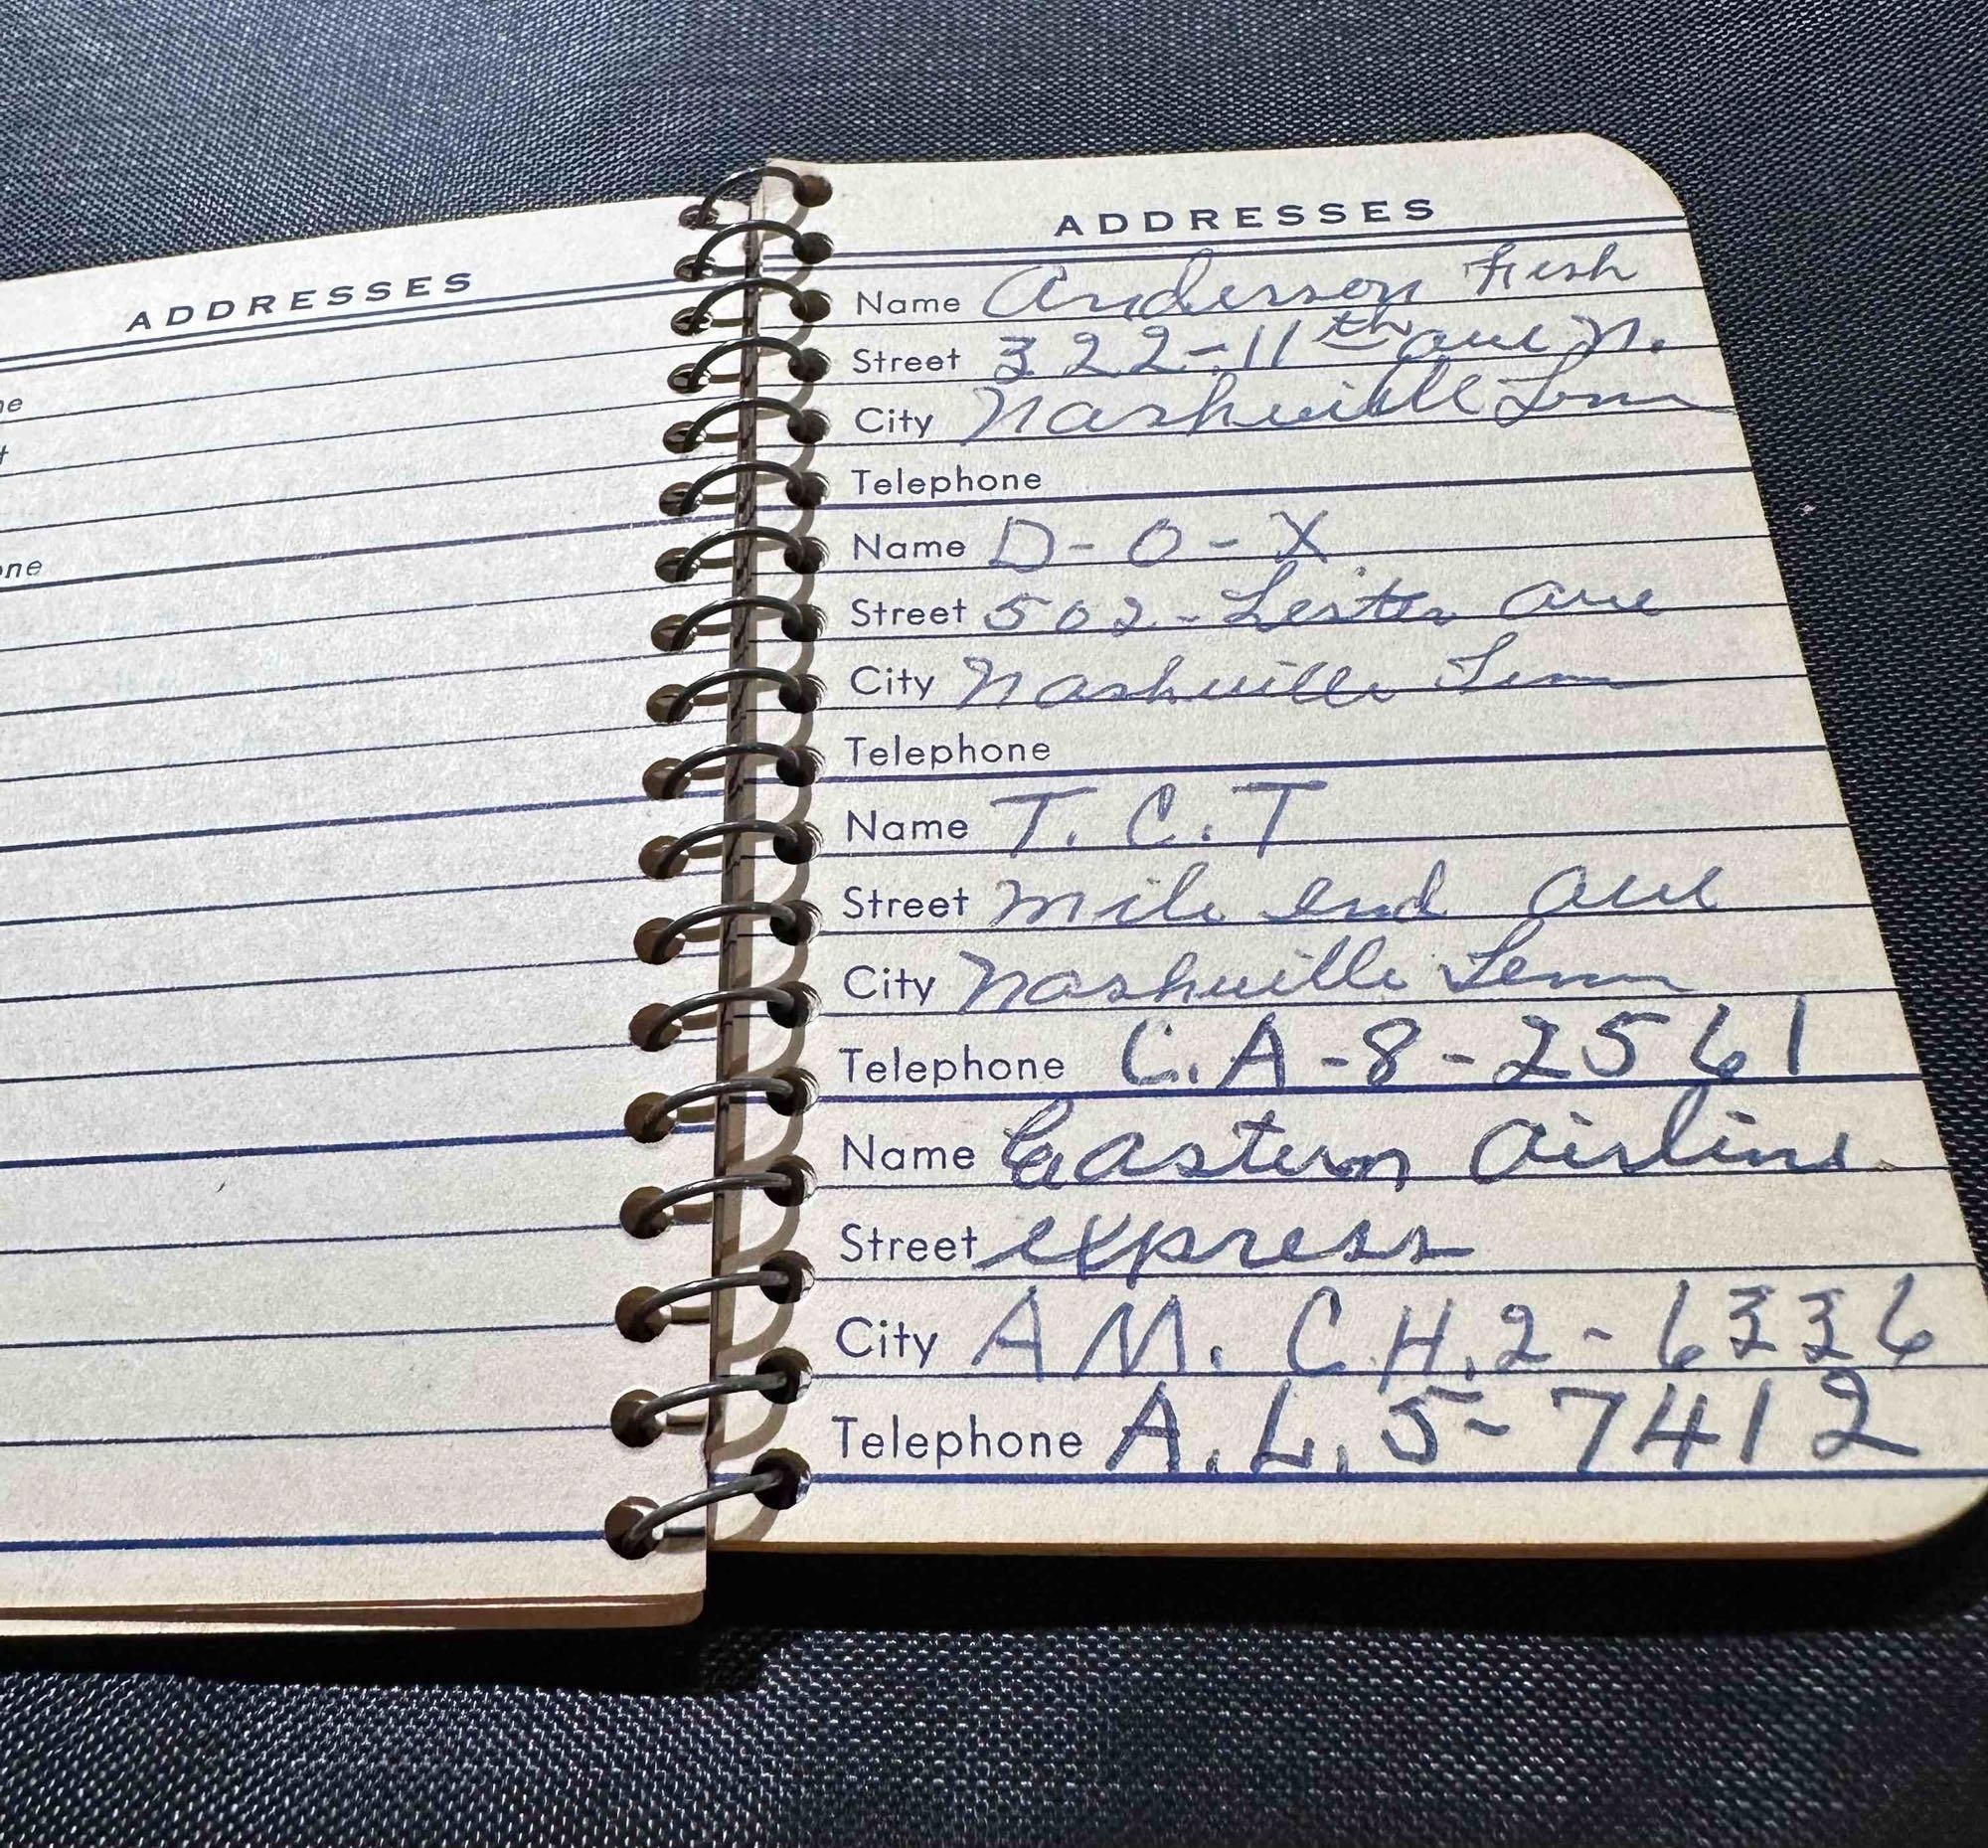 ADDRESSES
ne
t
one
ADDRESSES
Name Anderson Fish
Street 322-11th ave N.
City Nashville Tenn
Telephone
Name D-O-X
Street 502-Lester ave
City Nashville Tenn
Telephone
Name T.C.T
Street Mile end ave
City Nashville Tenn
Telephone C.A-8-2561
Name Eastern Airline
Street express
City AM. C.H.2-6336
Telephone A.L.5-7412